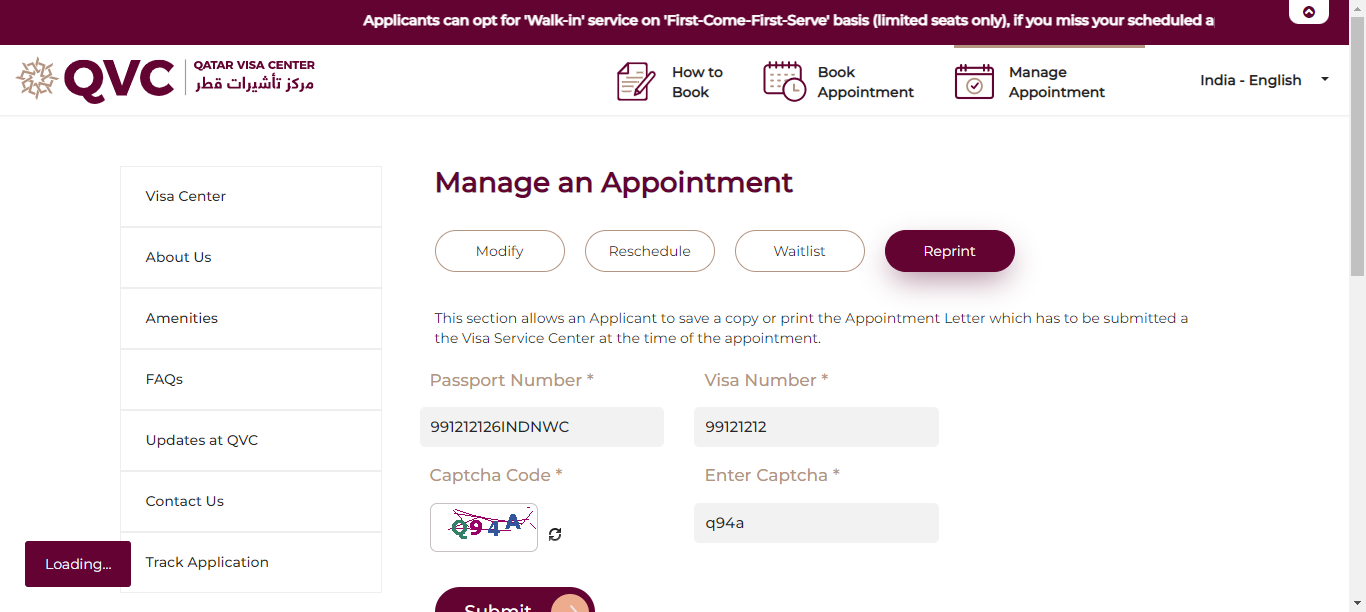 Applicants can opt for 'Walk-in' service on 'First-Come-First-Serve' basis (limited seats only), if you miss your scheduled a
QVC
QATAR VISA CENTER
مركز تأشيرات قطر
How to
Book
Book
Appointment
Manage
Appointment
India - English
Visa Center
About Us
Amenities
FAQs
Updates at QVC
Contact Us
Track Application
Loading...
Manage an Appointment
Modify
Reschedule
Waitlist
Reprint
This section allows an Applicant to save a copy or print the Appointment Letter which has to be submitted a
the Visa Service Center at the time of the appointment.
Passport Number *
Visa Number *
991212126INDNWC
99121212
Captcha Code *
Enter Captcha *
Q94A
q94a
Submit